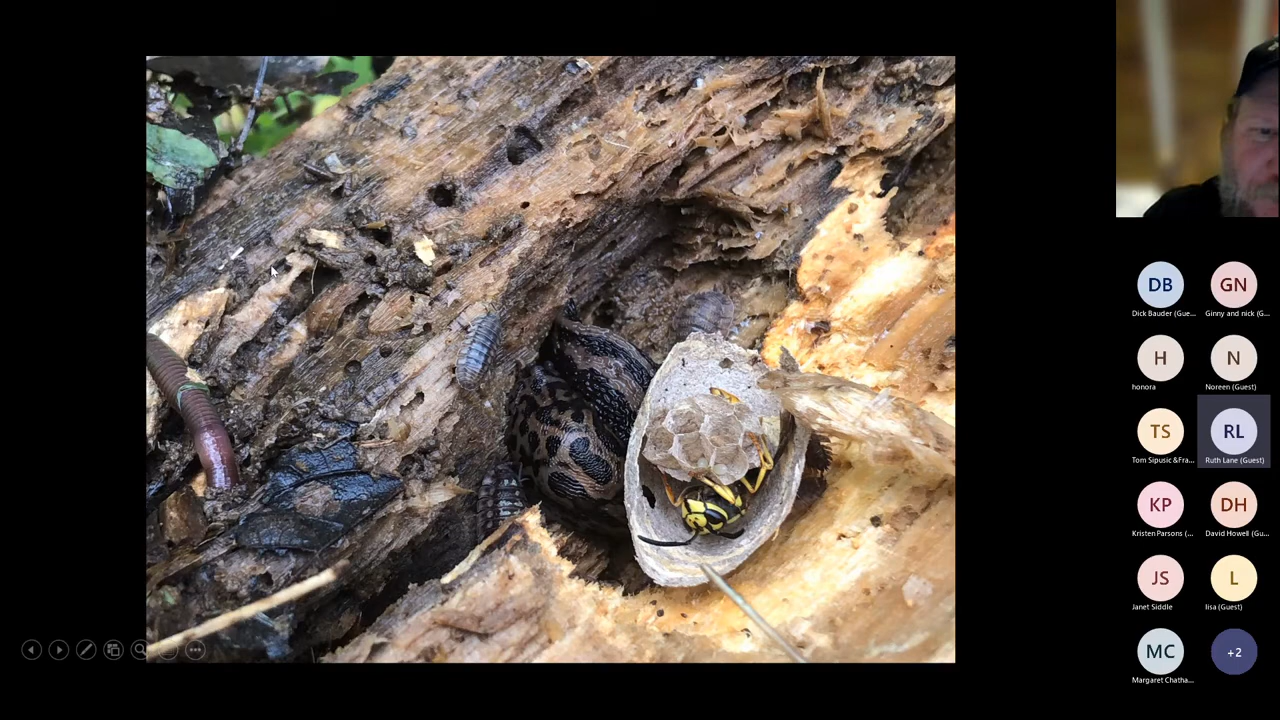 DB
GN
Dick Bauder (Gue...
Ginny and nick (G...
H
N
honora
Noreen (Guest)
TS
RL
Tom Sipusic &Fra...
Ruth Lane (Guest)
KP
DH
Kristen Parsons (...
David Howell (Gu...
JS
L
Janet Siddle
lisa (Guest)
MC
+2
Margaret Chatha...